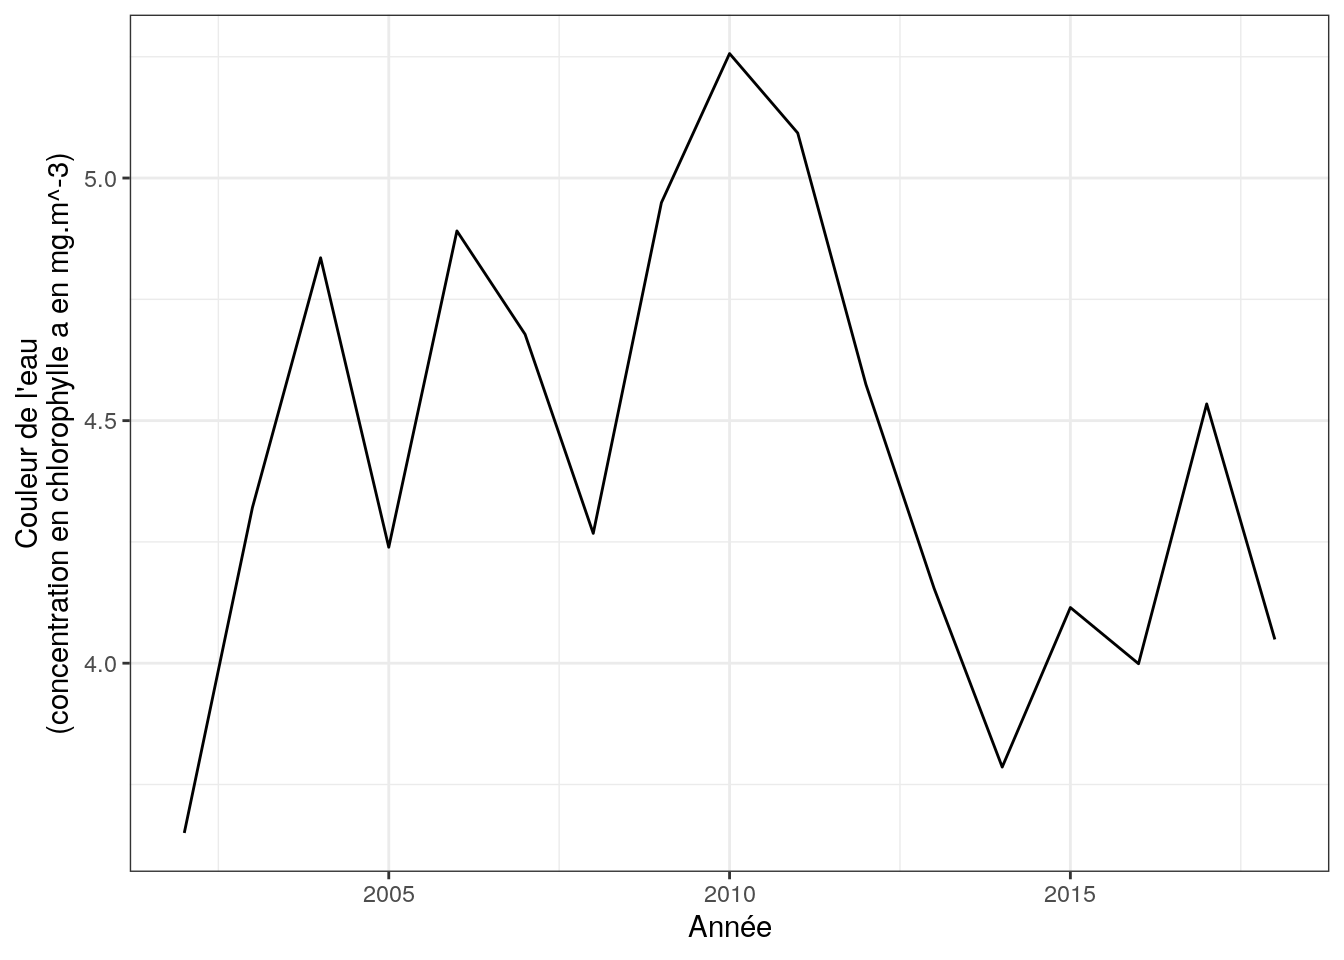 Couleur de l'eau
(concentration en chlorophylle a en mg.m^-3)
5.0
4.5
4.0
2005
2010
2015
Année